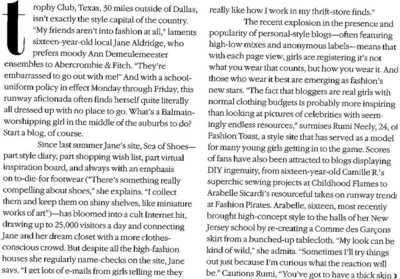 trophy Club, Texas, 30 miles outside of Dallas,
isn't exactly the style capital of the country.
"My friends aren't into fashion at all," laments
sixteen-year-old local Jane Aldridge, who
prefers moody Ann Demeulemeester
ensembles to Abercrombie & Fitch. "They're
embarrassed to go out with me!" And with a school-
uniform policy in effect Monday through Friday, this
runway aficionada often finds herself quite literally
all dressed up with no place to go. What's a Balmain-
worshipping girl in the middle of the suburbs to do?
Start a blog, of course.
Since last summer Jane's site, Sea of Shoes—
part style diary, part shopping wish list, part virtual
inspiration board, and always with an emphasis
on to-die-for footwear ("There's something really
compelling about shoes," she explains. "I collect
them and keep them on shiny shelves, like miniature
works of art")—has bloomed into a cult Internet hit,
drawing up to 25,000 visitors a day and connecting
Jane and her dream closet with a more clothes-
conscious crowd. But despite all the high-fashion
houses she regularly name-checks on the site, Jane
says, "I get lots of e-mails from girls telling me they
really like how I work in my thrift-store finds."
The recent explosion in the presence and
popularity of personal-style blogs—often featuring
high-low mixes and anonymous labels—means that
with each page view, girls are registering it's not
what you wear that counts, but how you wear it. And
those who wear it best are emerging as fashion's
new stars. "The fact that bloggers are real girls with
normal clothing budgets is probably more inspiring
than looking at pictures of celebrities with seem-
ingly endless resources," surmises Rumi Neely, 24, of
Fashion Toast, a style site that has served as a model
for many young girls getting in to the game. Scores
of fans have also been attracted to blogs displaying
DIY ingenuity, from sixteen-year-old Camille R.'s
superchic sewing projects at Childhood Flames to
Arabelle Sicardi's resourceful takes on runway trends
at Fashion Pirates. Arabelle, sixteen, most recently
brought high-concept style to the halls of her New
Jersey school by re-creating a Comme des Garçons
skirt from a bunched-up tablecloth. "My look can be
kind of wild," she admits. "Sometimes I'll try things
out just because I'm curious what the reaction will
be." Cautions Rumi, "You've got to have a thick skin